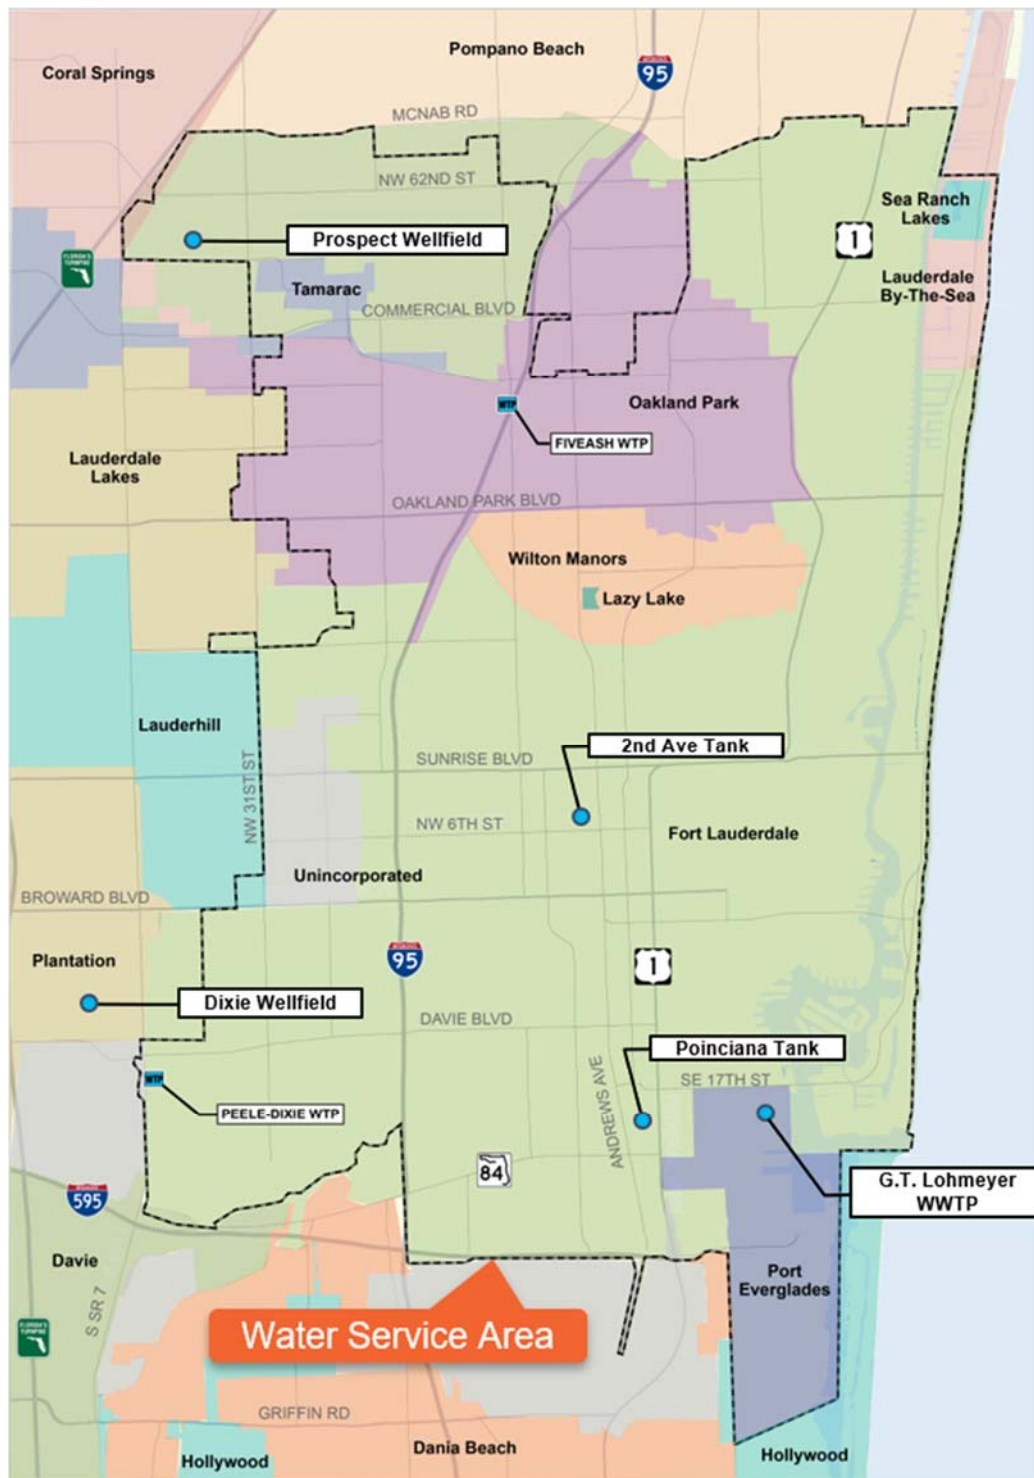 Pompano Beach
Coral Springs
95
MCNAB RD
NW 62ND ST
Sea Ranch
Lakes
1
Prospect Wellfield
FLORIDA'S
TURNPIKE
Tamarac
Lauderdale
By-The-Sea
COMMERCIAL BLVD
WTP
Oakland Park
FIVEASH WTP
Lauderdale
Lakes
OAKLAND PARK BLVD
Wilton Manors
Lazy Lake
Lauderhill
NW 31ST ST
2nd Ave Tank
SUNRISE BLVD
NW 6TH ST
Fort Lauderdale
Unincorporated
BROWARD BLVD
Plantation
95
1
Dixie Wellfield
DAVIE BLVD
Poinciana Tank
WTP
SE 17TH ST
PEELE-DIXIE WTP
ANDREWS AVE
84
G.T. Lohmeyer
WWTP
595
Davie
Port
Everglades
S SR 7
FLORIDA'S
TURNPIKE
Water Service Area
GRIFFIN RD
Dania Beach
Hollywood
Hollywood